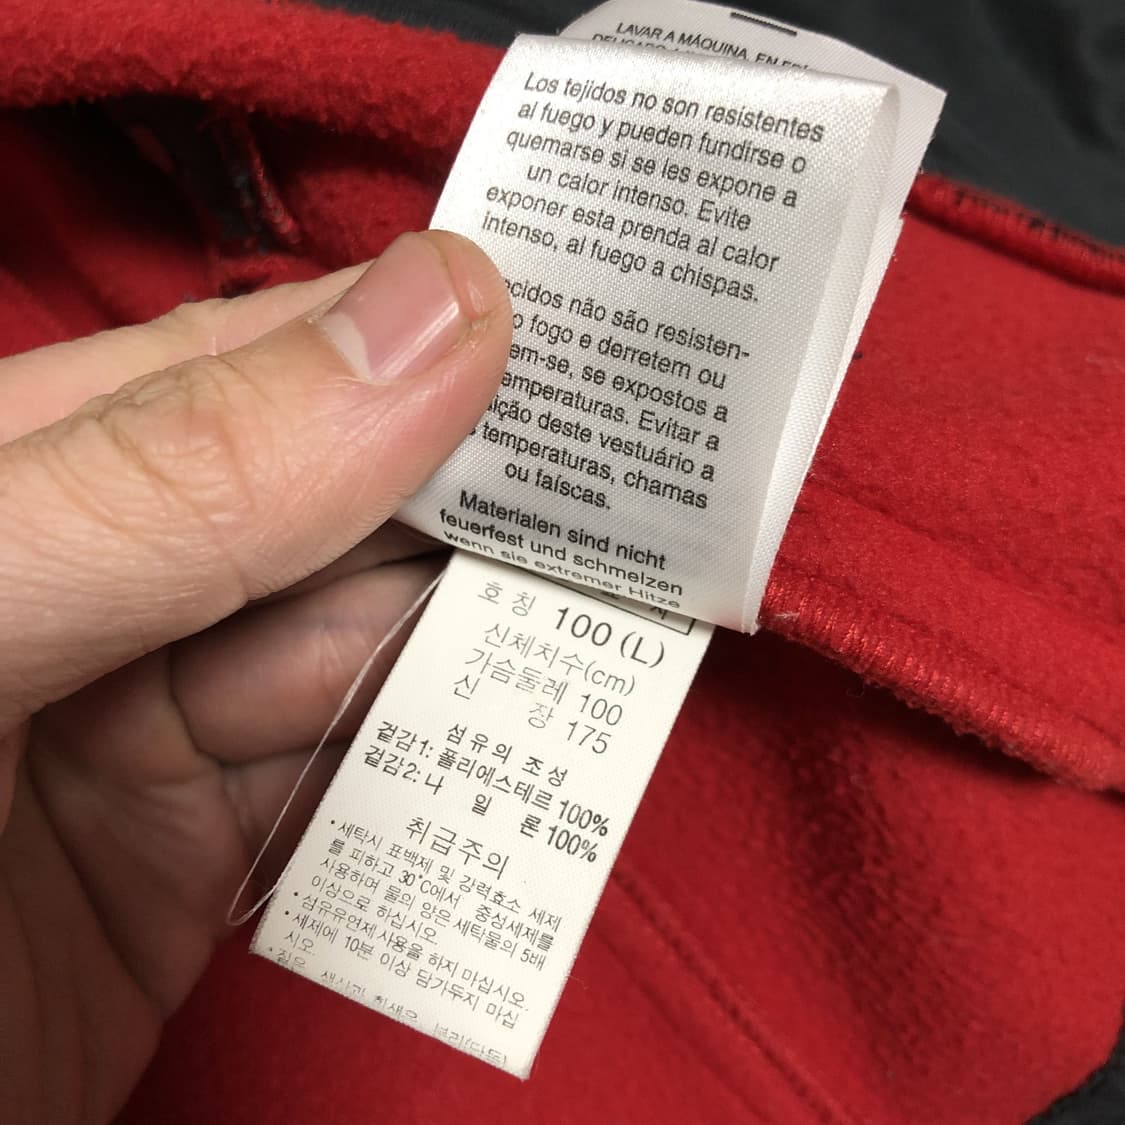 LAVAR A MÁQUINA, EN
Los tejidos no son resistentes
al fuego y pueden fundirse o
quemarse si se les expone a
un calor intenso. Evite
exponer esta prenda al calor
intenso, al fuego a chispas.
não são resisten-
fogo e derretem ou
se expostos a
Evitar a
deste vestuário a
temperaturas, chamas
ou faíscas.
Materialen sind nicht
feuerfest und schmelzen
wenn sie extremer Hitze
호칭 100 (L)
신체치수(cm)
가슴둘레 100
신장 175
섬유의 조성
겉감1: 폴리에스테르 100%
겉감2: 나 일 론 100%
취급주의
·세탁시 표백제 및 강력효소 세제
를 피하고 30°C에서 중성세제를
사용하며 물의 양은 세탁물의 5배
이상으로 하십시오.
·섬유유연제 사용을 하지 마십시오.
·세제에 10분 이상 담가두지 마십
시오.
·짙은